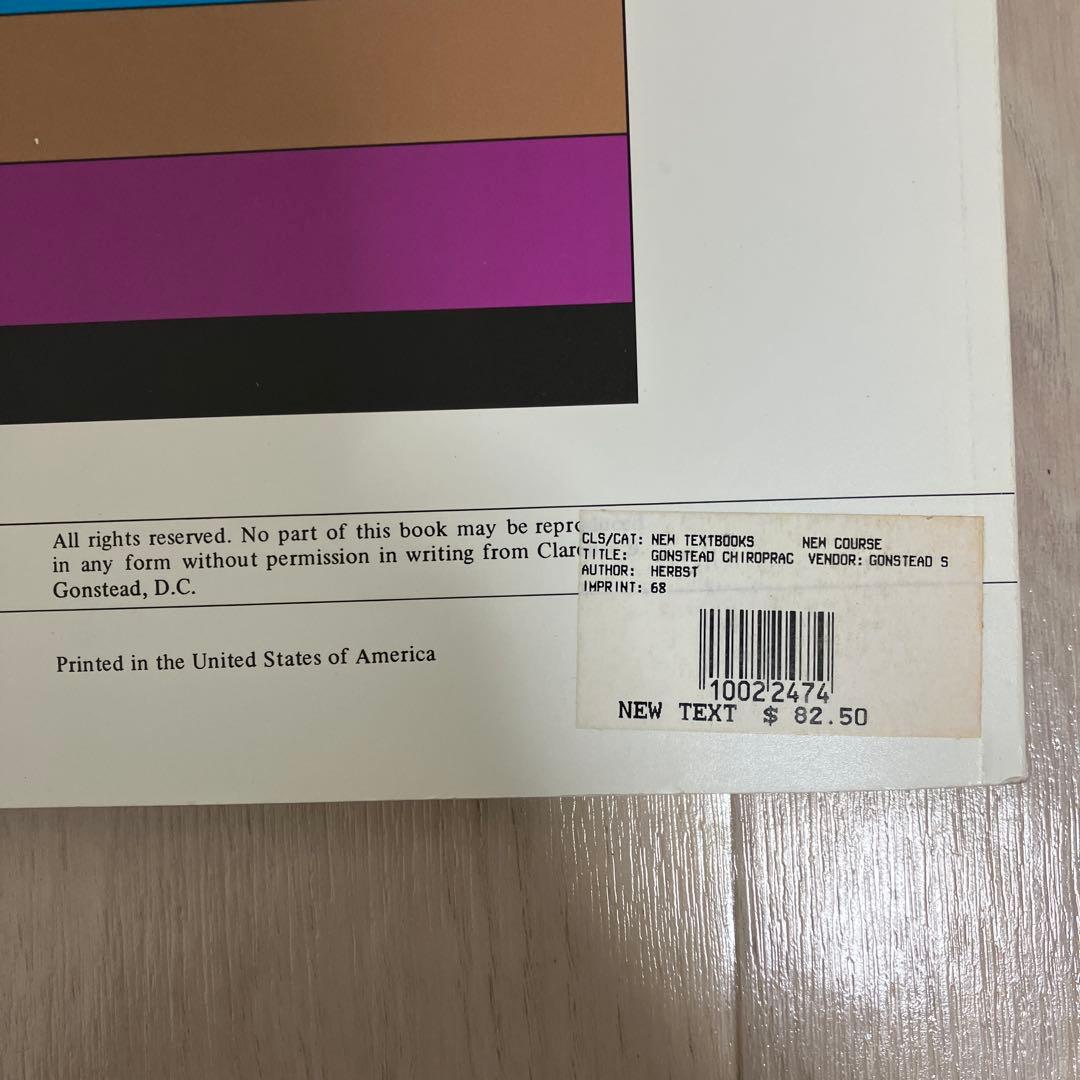 All rights reserved. No part of this book may be repro
in any form without permission in writing from Clar
Gonstead, D.C.
Printed in the United States of America
CLS/CAT: NEW TEXTBOOKS NEW COURSE
TITLE: GONSTEAD CHIROPRAC VENDOR: GONSTEAD S
AUTHOR: HERBST
IMPRINT: 68
10022474
NEW TEXT $ 82.50